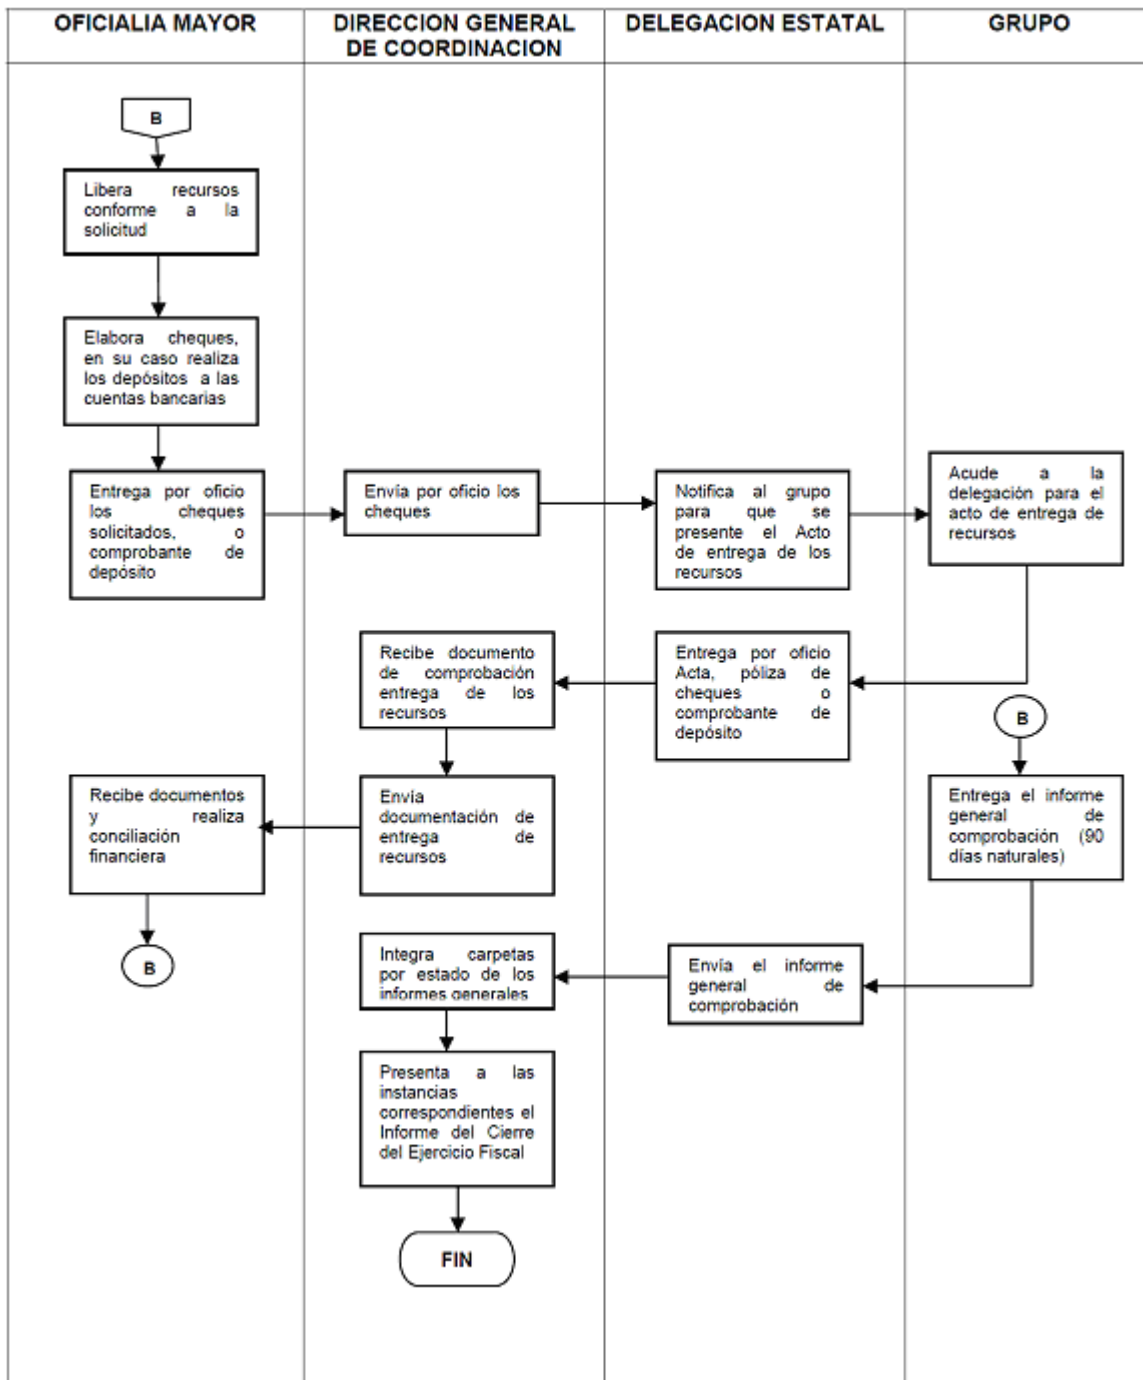 OFICIALIA MAYOR
DIRECCION GENERAL
DE COORDINACION
DELEGACION ESTATAL
GRUPO
B
Libera recursos
conforme a la
solicitud
Elabora cheques,
en su caso realiza
los depósitos a las
cuentas bancarias
Entrega por oficio
los cheques
solicitados, o
comprobante de
depósito
Envía por oficio los
cheques
Notifica al grupo
para que se
presente el Acto
de entrega de los
recursos
Acude a la
delegación para el
acto de entrega de
recursos
Recibe documento
de comprobación
entrega de los
recursos
Entrega por oficio
Acta, póliza de
cheques o
comprobante de
depósito
B
Recibe documentos
y realiza
conciliación
financiera
Envía
documentación de
entrega de
recursos
Entrega el informe
general de
comprobación (90
días naturales)
B
Integra carpetas
por estado de los
informes generales
Envía el informe
general de
comprobación
Presenta a las
instancias
correspondientes el
Informe del Cierre
del Ejercicio Fiscal
FIN